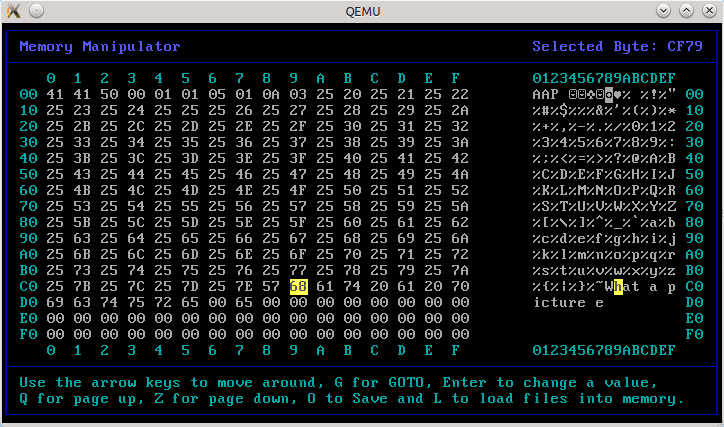 QEMU
Memory Manipulator Selected Byte: CF79
0 1 2 3 4 5 6 7 8 9 A B C D E F 0123456789ABCDEF
00 41 41 50 00 01 01 05 01 0A 03 25 20 25 21 25 22 AAP ☺☺♣☺◙♥% %!%" 00
10 25 23 25 24 25 25 25 26 25 27 25 28 25 29 25 2A %#%$%%%&%'%(%)%* 10
20 25 2B 25 2C 25 2D 25 2E 25 2F 25 30 25 31 25 32 %+%,%-%.%/%0%1%2 20
30 25 33 25 34 25 35 25 36 25 37 25 38 25 39 25 3A %3%4%5%6%7%8%9%: 30
40 25 3B 25 3C 25 3D 25 3E 25 3F 25 40 25 41 25 42 %;%<%=%>%?%@%A%B 40
50 25 43 25 44 25 45 25 46 25 47 25 48 25 49 25 4A %C%D%E%F%G%H%I%J 50
60 25 4B 25 4C 25 4D 25 4E 25 4F 25 50 25 51 25 52 %K%L%M%N%O%P%Q%R 60
70 25 53 25 54 25 55 25 56 25 57 25 58 25 59 25 5A %S%T%U%V%W%X%Y%Z 70
80 25 5B 25 5C 25 5D 25 5E 25 5F 25 60 25 61 25 62 %[%\%]%^%_%`%a%b 80
90 25 63 25 64 25 65 25 66 25 67 25 68 25 69 25 6A %c%d%e%f%g%h%i%j 90
A0 25 6B 25 6C 25 6D 25 6E 25 6F 25 70 25 71 25 72 %k%l%m%n%o%p%q%r A0
B0 25 73 25 74 25 75 25 76 25 77 25 78 25 79 25 7A %s%t%u%v%w%x%y%z B0
C0 25 7B 25 7C 25 7D 25 7E 57 68 61 74 20 61 20 70 %{%|%}%~What a p C0
D0 69 63 74 75 72 65 00 65 00 00 00 00 00 00 00 00 icture e D0
E0 00 00 00 00 00 00 00 00 00 00 00 00 00 00 00 00 E0
F0 00 00 00 00 00 00 00 00 00 00 00 00 00 00 00 00 F0
0 1 2 3 4 5 6 7 8 9 A B C D E F 0123456789ABCDEF
Use the arrow keys to move around, G for GOTO, Enter to change a value,
Q for page up, Z for page down, O to Save and L to load files into memory.